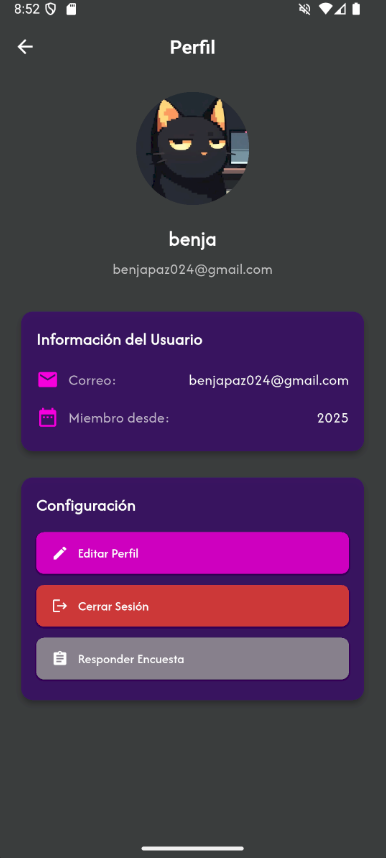 8:52
Perfil
benja
benjapaz024@gmail.com
Información del Usuario
Correo: benjapaz024@gmail.com
Miembro desde: 2025
Configuración
Editar Perfil
Cerrar Sesión
Responder Encuesta